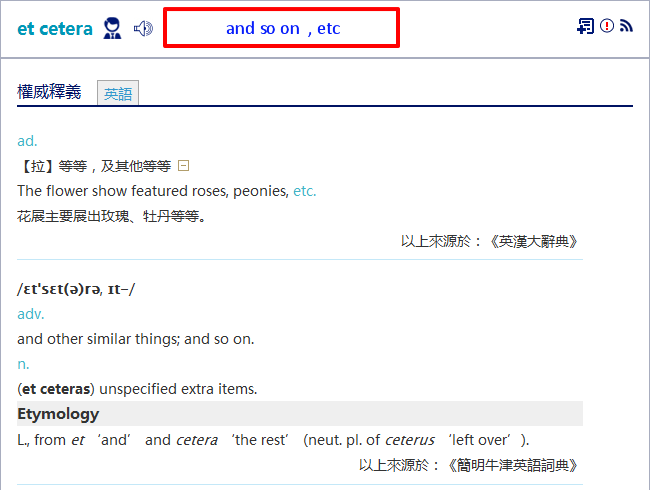 et cetera
and so on , etc
權威釋義 英語
ad.
【拉】等等，及其他等等
The flower show featured roses, peonies, etc.
花展主要展出玫瑰、牡丹等等。
以上來源於：《英漢大辭典》
/ɛt'sɛt(ə)rə, ɪt–/
adv.
and other similar things; and so on.
n.
(et ceteras) unspecified extra items.
Etymology
L., from et ‘and’ and cetera ‘the rest’ (neut. pl. of ceterus ‘left over’).
以上來源於：《簡明牛津英語詞典》